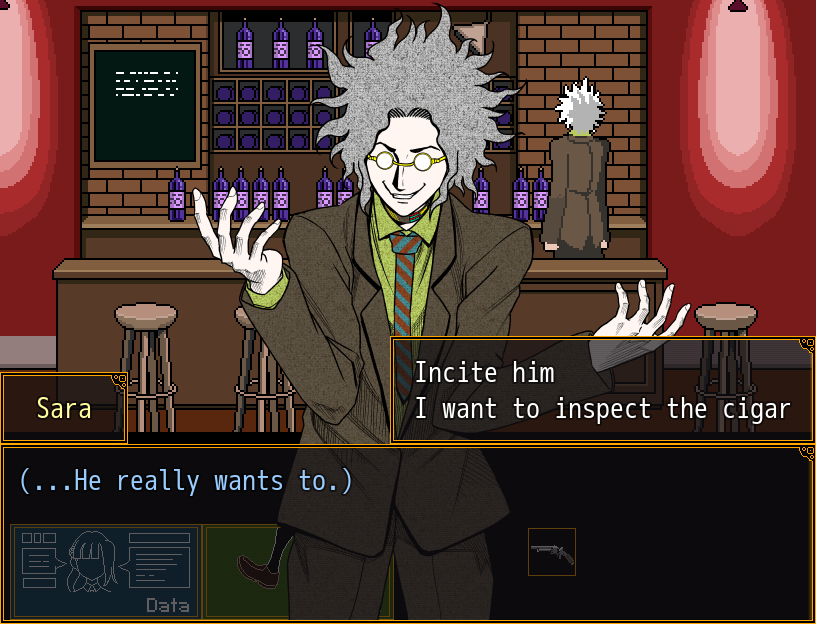 Incite him
I want to inspect the cigar
Sara
(...He really wants to.)
Data